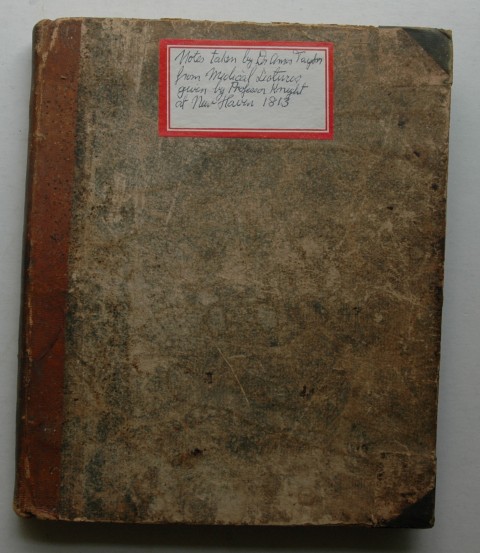 Notes taken by Dr Amos Taylor
from Medical Lectures
given by Professor Knight
at New Haven 1813